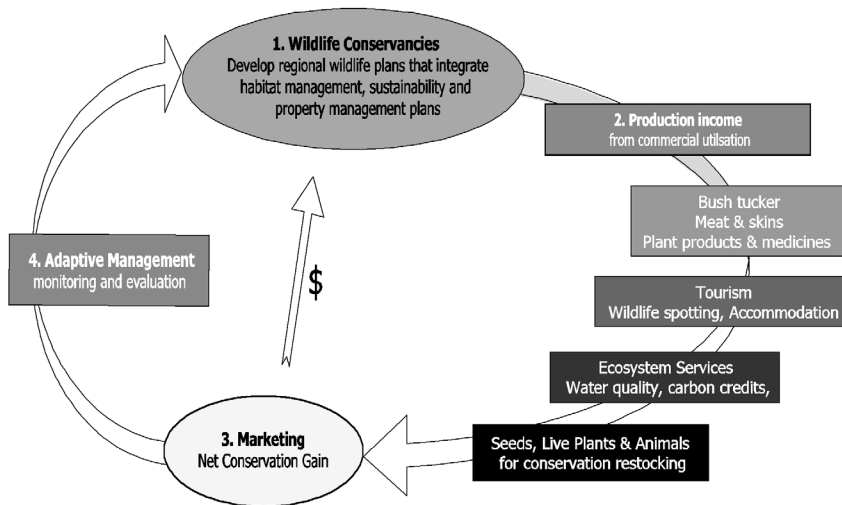 1. Wildlife Conservancies
Develop regional wildlife plans that integrate
habitat management, sustainability and
property management plans
2. Production income
from commercial utilsation
Bush tucker
Meat & skins
Plant products & medicines
Tourism
Wildlife spotting, Accommodation
Ecosystem Services
Water quality, carbon credits,
Seeds, Live Plants & Animals
for conservation restocking
3. Marketing
Net Conservation Gain
4. Adaptive Management
monitoring and evaluation
$